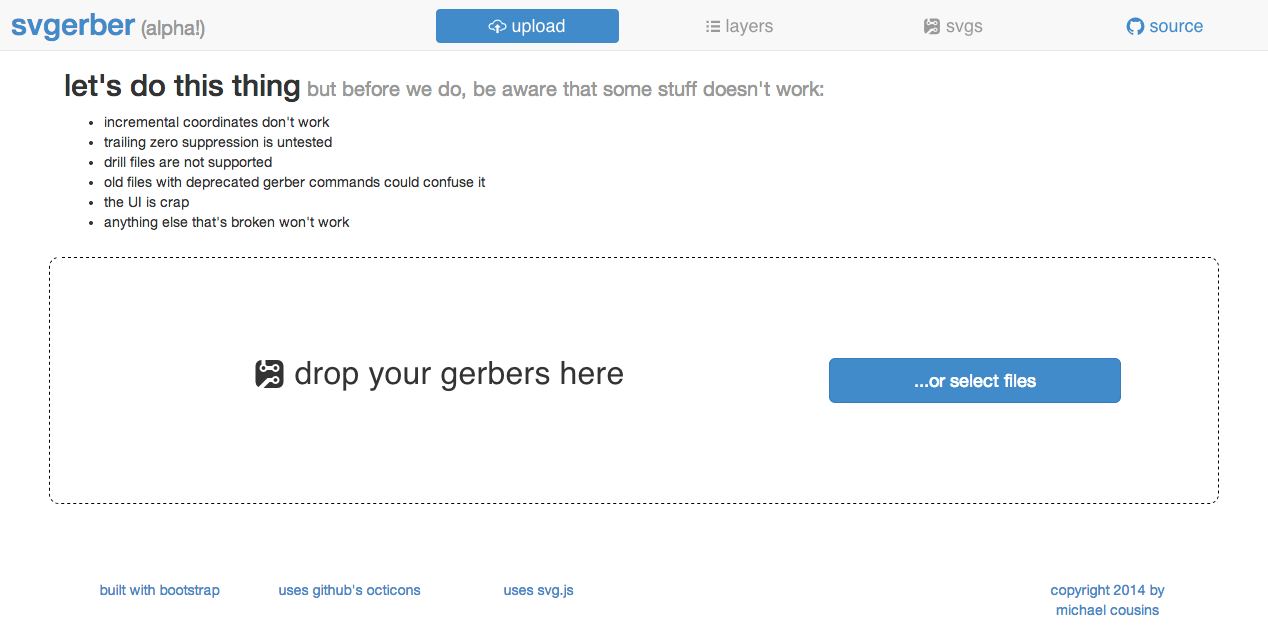 svgerber (alpha!) upload layers svgs source
let's do this thing but before we do, be aware that some stuff doesn't work:
incremental coordinates don't work
trailing zero suppression is untested
drill files are not supported
old files with deprecated gerber commands could confuse it
the UI is crap
anything else that's broken won't work
drop your gerbers here ...or select files
built with bootstrap uses github's octicons uses svg.js copyright 2014 by
michael cousins